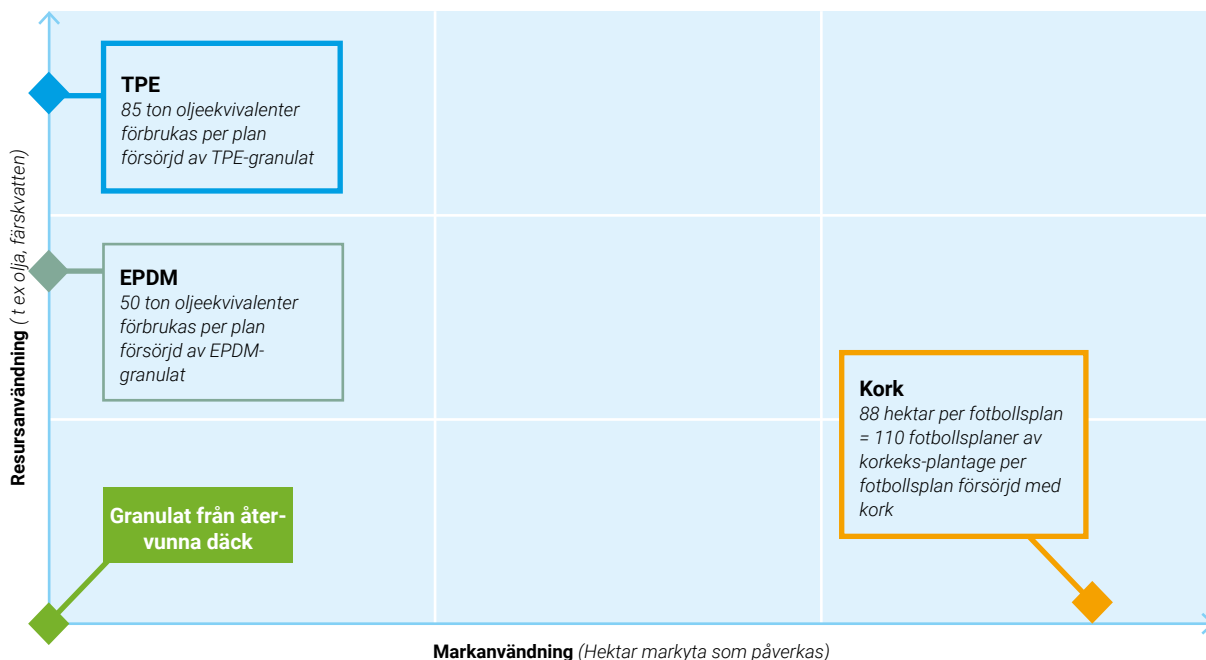 TPE
85 ton oljeekvivalenter
förbrukas per plan
försörjd av TPE-granulat
EPDM
50 ton oljeekvivalenter
förbrukas per plan
försörjd av EPDM-
granulat
Kork
88 hektar per fotbollsplan
= 110 fotbollsplaner av
korkeks-plantage per
fotbollsplan försörjd med
kork
Granulat från åter-
vunna däck
Resursanvändning ( t ex olja, färskvatten)
Markanvändning (Hektar markyta som påverkas)